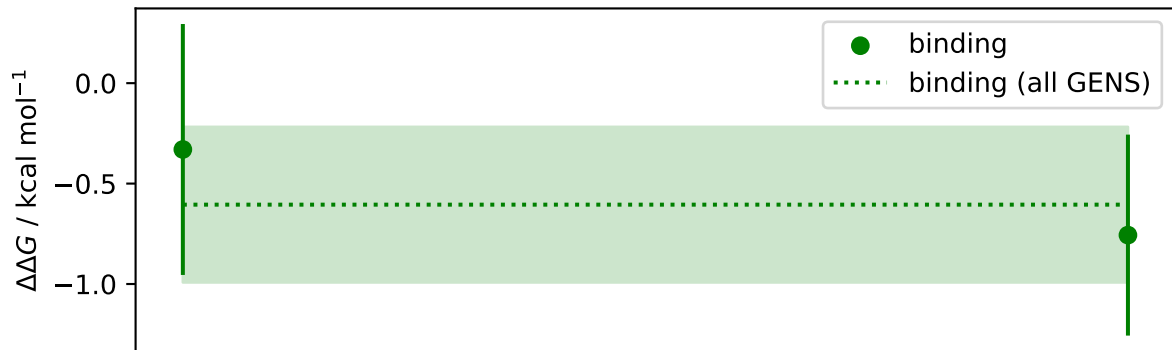 ΔΔG / kcal mol⁻¹
0.0
−0.5
−1.0
binding
binding (all GENS)